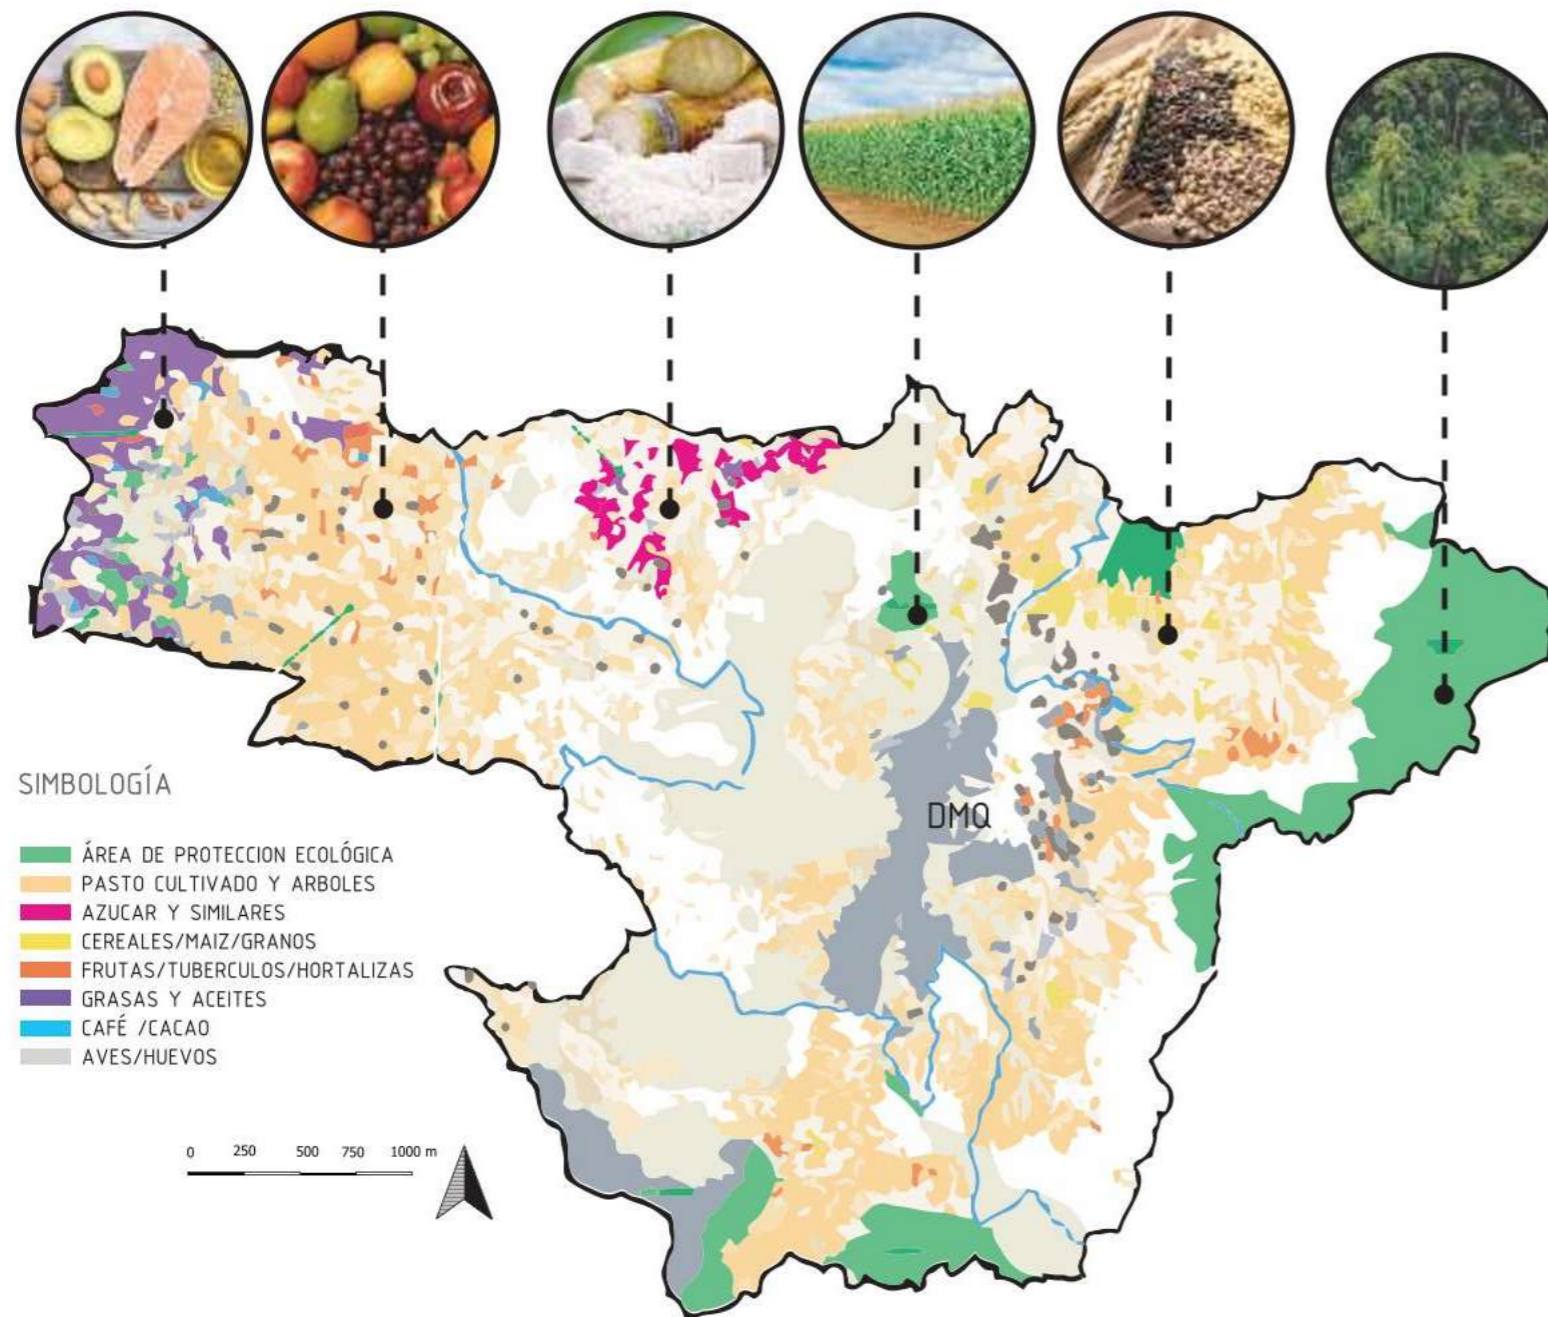 DMQ
SIMBOLOGÍA
ÁREA DE PROTECCION ECOLÓGICA
PASTO CULTIVADO Y ARBOLES
AZUCAR Y SIMILARES
CEREALES/MAIZ/GRANOS
FRUTAS/TUBERCULOS/HORTALIZAS
GRASAS Y ACEITES
CAFÉ /CACAO
AVES/HUEVOS
0 250 500 750 1000 m